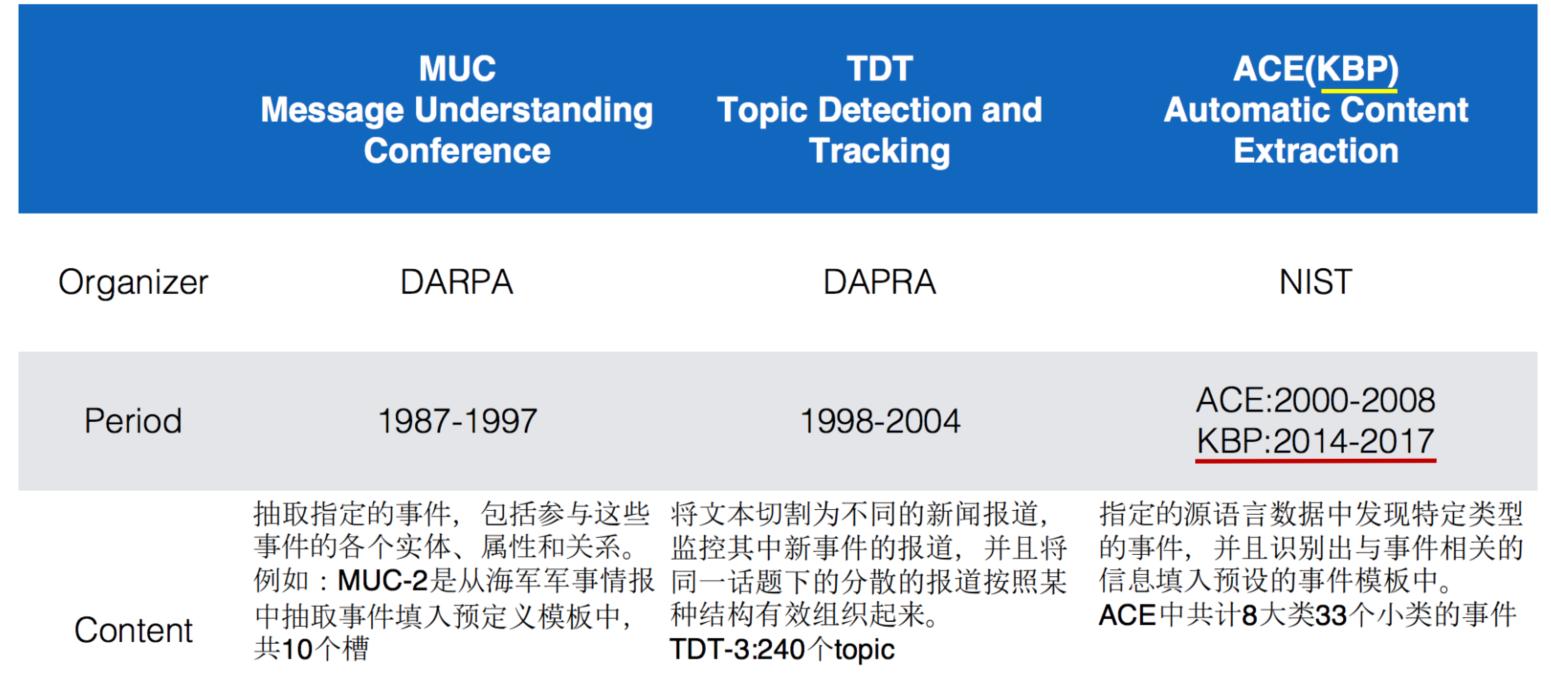 MUC
Message Understanding
Conference
TDT
Topic Detection and
Tracking
ACE(KBP)
Automatic Content
Extraction
Organizer
DARPA
DAPRA
NIST
Period
1987-1997
1998-2004
ACE:2000-2008
KBP:2014-2017
Content
抽取指定的事件，包括参与这些
事件的各个实体、属性和关系。
例如：MUC-2是从海军军事情报
中抽取事件填入预定义模板中，
共10个槽
将文本切割为不同的新闻报道，
监控其中新事件的报道，并且将
同一话题下的分散的报道按照某
种结构有效组织起来。
TDT-3:240个topic
指定的源语言数据中发现特定类型
的事件，并且识别出与事件相关的
信息填入预设的事件模板中。
ACE中共计8大类33个小类的事件